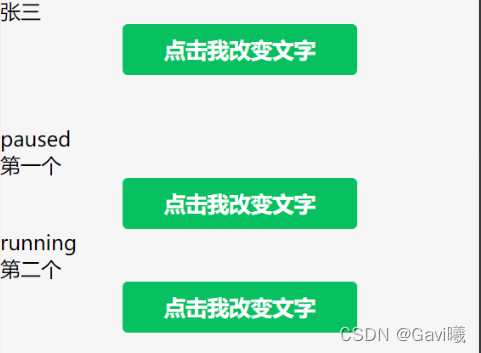 张三
点击我改变文字
paused
第一个
点击我改变文字
running
第二个
点击我改变文字
CSDN @Gavi曦